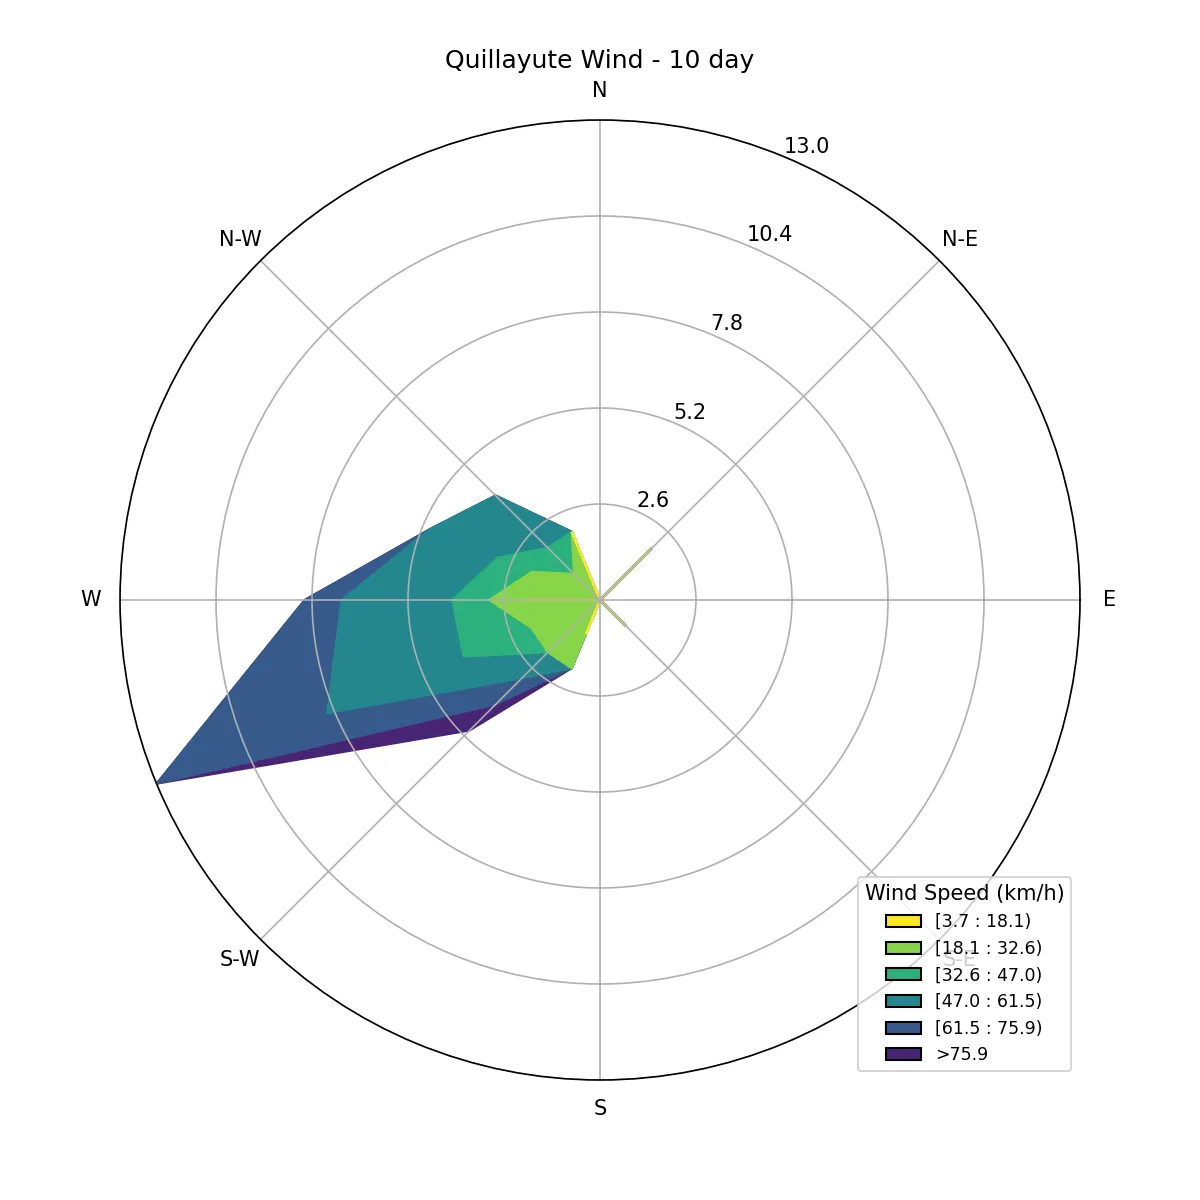 Quillayute Wind - 10 day
N
13.0
N-W
10.4
N-E
7.8
5.2
2.6
W
E
Wind Speed (km/h)
[3.7 : 18.1)
[18.1 : 32.6)
S-W
S-E
[32.6 : 47.0)
[47.0 : 61.5)
[61.5 : 75.9)
>75.9
S